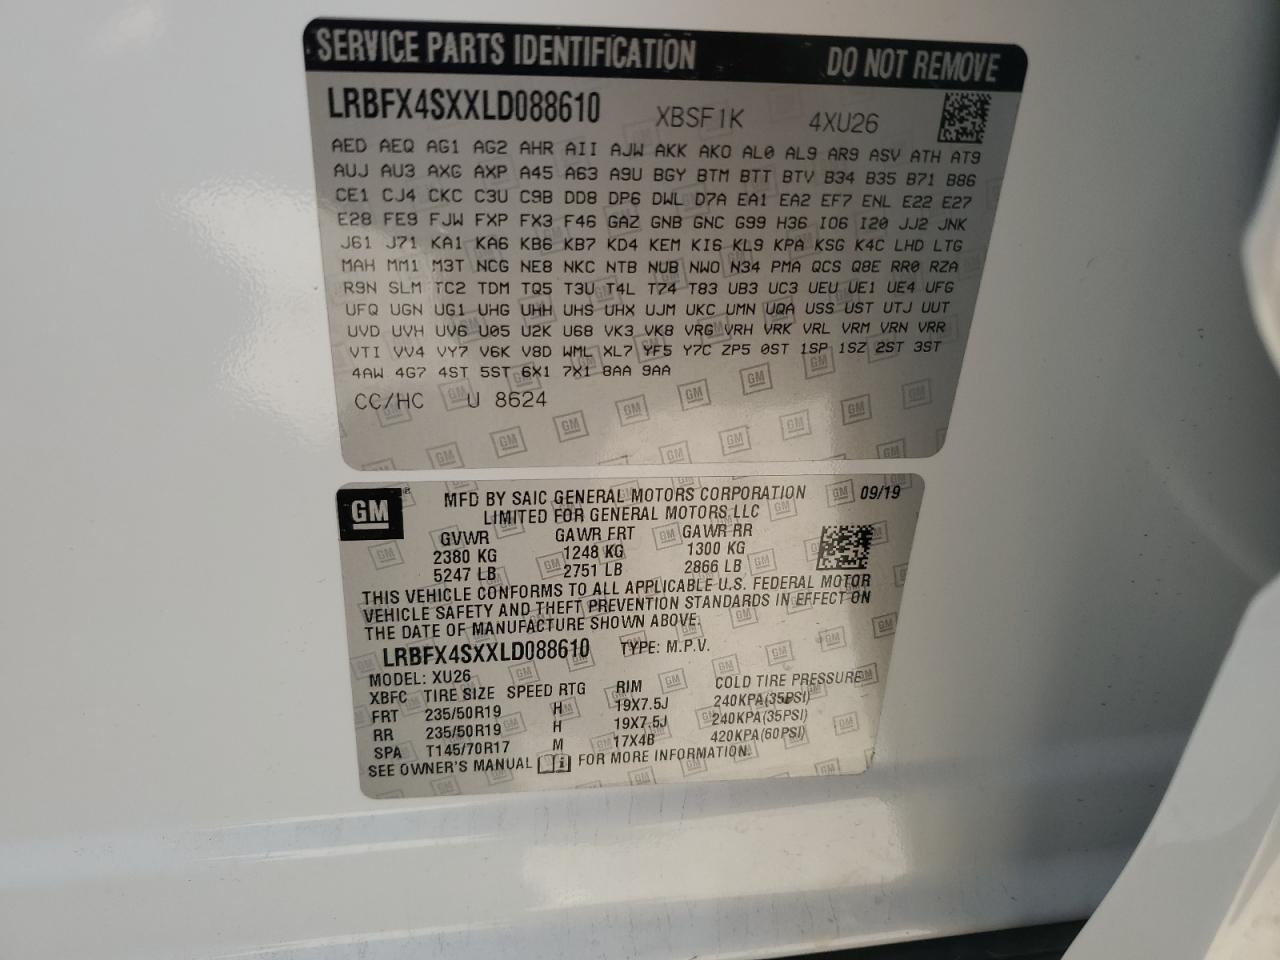 SERVICE PARTS IDENTIFICATION DO NOT REMOVE
LRBFX4SXXLD088610 XBSF1K 4XU26
AED AEQ AG1 AG2 AHR AII AJW AKK AKO AL0 AL9 AR9 ASV ATH AT9
AUJ AU3 AXG AXP A45 A63 A9U BGY BTM BTT BTV B34 B35 B71 B86
CE1 CJ4 CKC C3U C9B DD8 DP6 DWL D7A EA1 EA2 EF7 ENL E22 E27
E28 FE9 FJW FXP FX3 F46 GAZ GNB GNC G99 H36 I06 I20 JJ2 JNK
J61 J71 KA1 KA6 KB6 KB7 KD4 KEM KI6 KL9 KPA KSG K4C LHD LTG
MAH MM1 M3T NCG NE8 NKC NTB NUB NWO N34 PMA QCS Q8E RR0 RZA
R9N SLM TC2 TDM TQ5 T3U T4L T74 T83 UB3 UC3 UEU UE1 UE4 UFG
UFQ UGN UG1 UHG UHH UHS UHX UJM UKC UMN UQA USS UST UTJ UUT
UVD UVH UV6 U05 U2K U68 VK3 VK8 VRG VRH VRK VRL VRM VRN VRR
VTI VV4 VY7 V6K V8D WML XL7 YF5 Y7C ZP5 0ST 1SP 1SZ 2ST 3ST
4AW 4G7 4ST 5ST 6X1 7X1 8AA 9AA
CC/HC U 8624
GM ® MFD BY SAIC GENERAL MOTORS CORPORATION 09/19
LIMITED FOR GENERAL MOTORS LLC
GVWR GAWR FRT GAWR RR
2380 KG 1248 KG 1300 KG
5247 LB 2751 LB 2866 LB
THIS VEHICLE CONFORMS TO ALL APPLICABLE U.S. FEDERAL MOTOR
VEHICLE SAFETY AND THEFT PREVENTION STANDARDS IN EFFECT ON
THE DATE OF MANUFACTURE SHOWN ABOVE.
LRBFX4SXXLD088610 TYPE: M.P.V.
MODEL: XU26
XBFC TIRE SIZE SPEED RTG RIM COLD TIRE PRESSURE
FRT 235/50R19 H 19X7.5J 240KPA(35PSI)
RR 235/50R19 H 19X7.5J 240KPA(35PSI)
SPA T145/70R17 M 17X4B 420KPA(60PSI)
SEE OWNER'S MANUAL i FOR MORE INFORMATION.